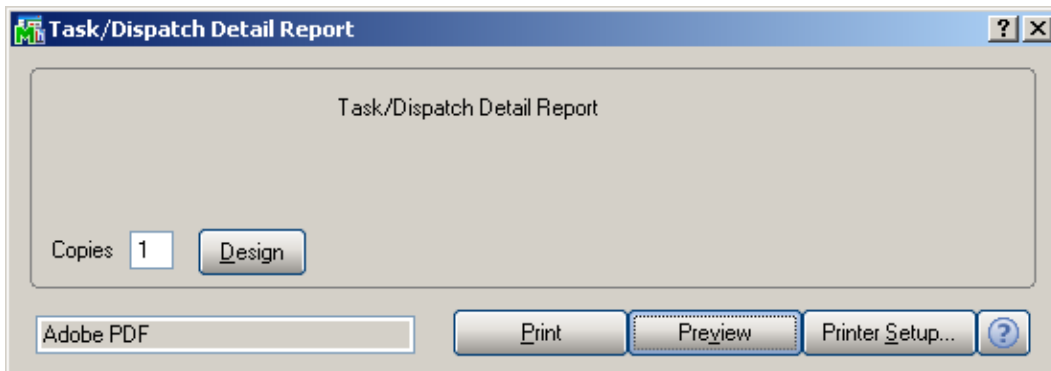 Task/Dispatch Detail Report
Task/Dispatch Detail Report
Copies 1 Design
Adobe PDF Print Preview Printer Setup... ?